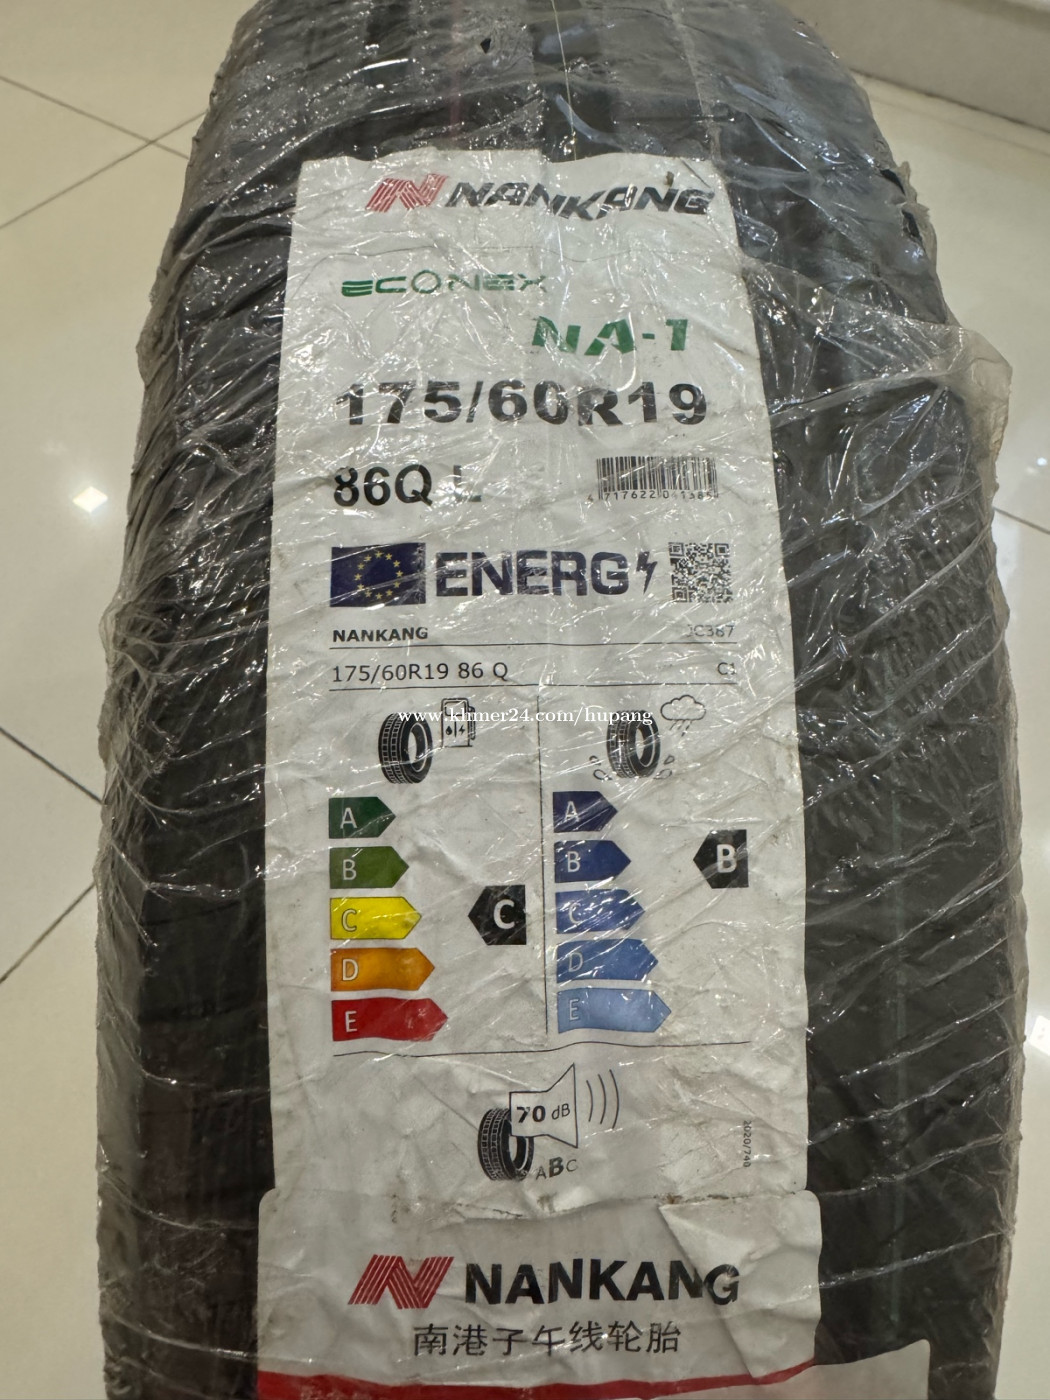 NANKANG
ECONEX
NA-1
175/60R19
86Q L
ENERG
NANKANG JC387
175/60R19 86 Q C1
www.khmer24.com/hupang
A A
B B B
C C C
D D
E E
70 dB
ABC
2020/740
NANKANG
南港子午线轮胎